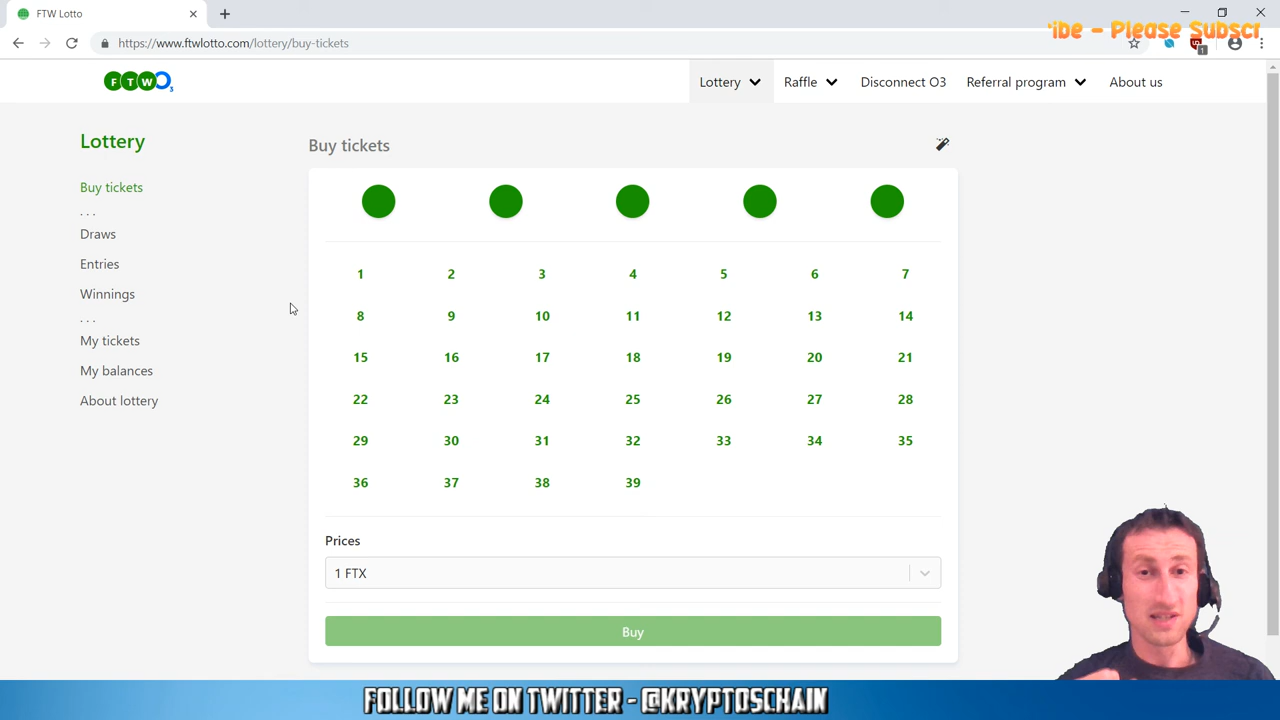 FTW Lotto
https://www.ftwlotto.com/lottery/buy-tickets
'ibe - Please Subscr
1
F T W O3
Lottery
Raffle
Disconnect O3
Referral program
About us
Lottery
Buy tickets
. . .
Draws
Entries
Winnings
. . .
My tickets
My balances
About lottery
Buy tickets
1 2 3 4 5 6 7
8 9 10 11 12 13 14
15 16 17 18 19 20 21
22 23 24 25 26 27 28
29 30 31 32 33 34 35
36 37 38 39
Prices
1 FTX
Buy
FOLLOW ME ON TWITTER - @KRYPTOSCHAIN